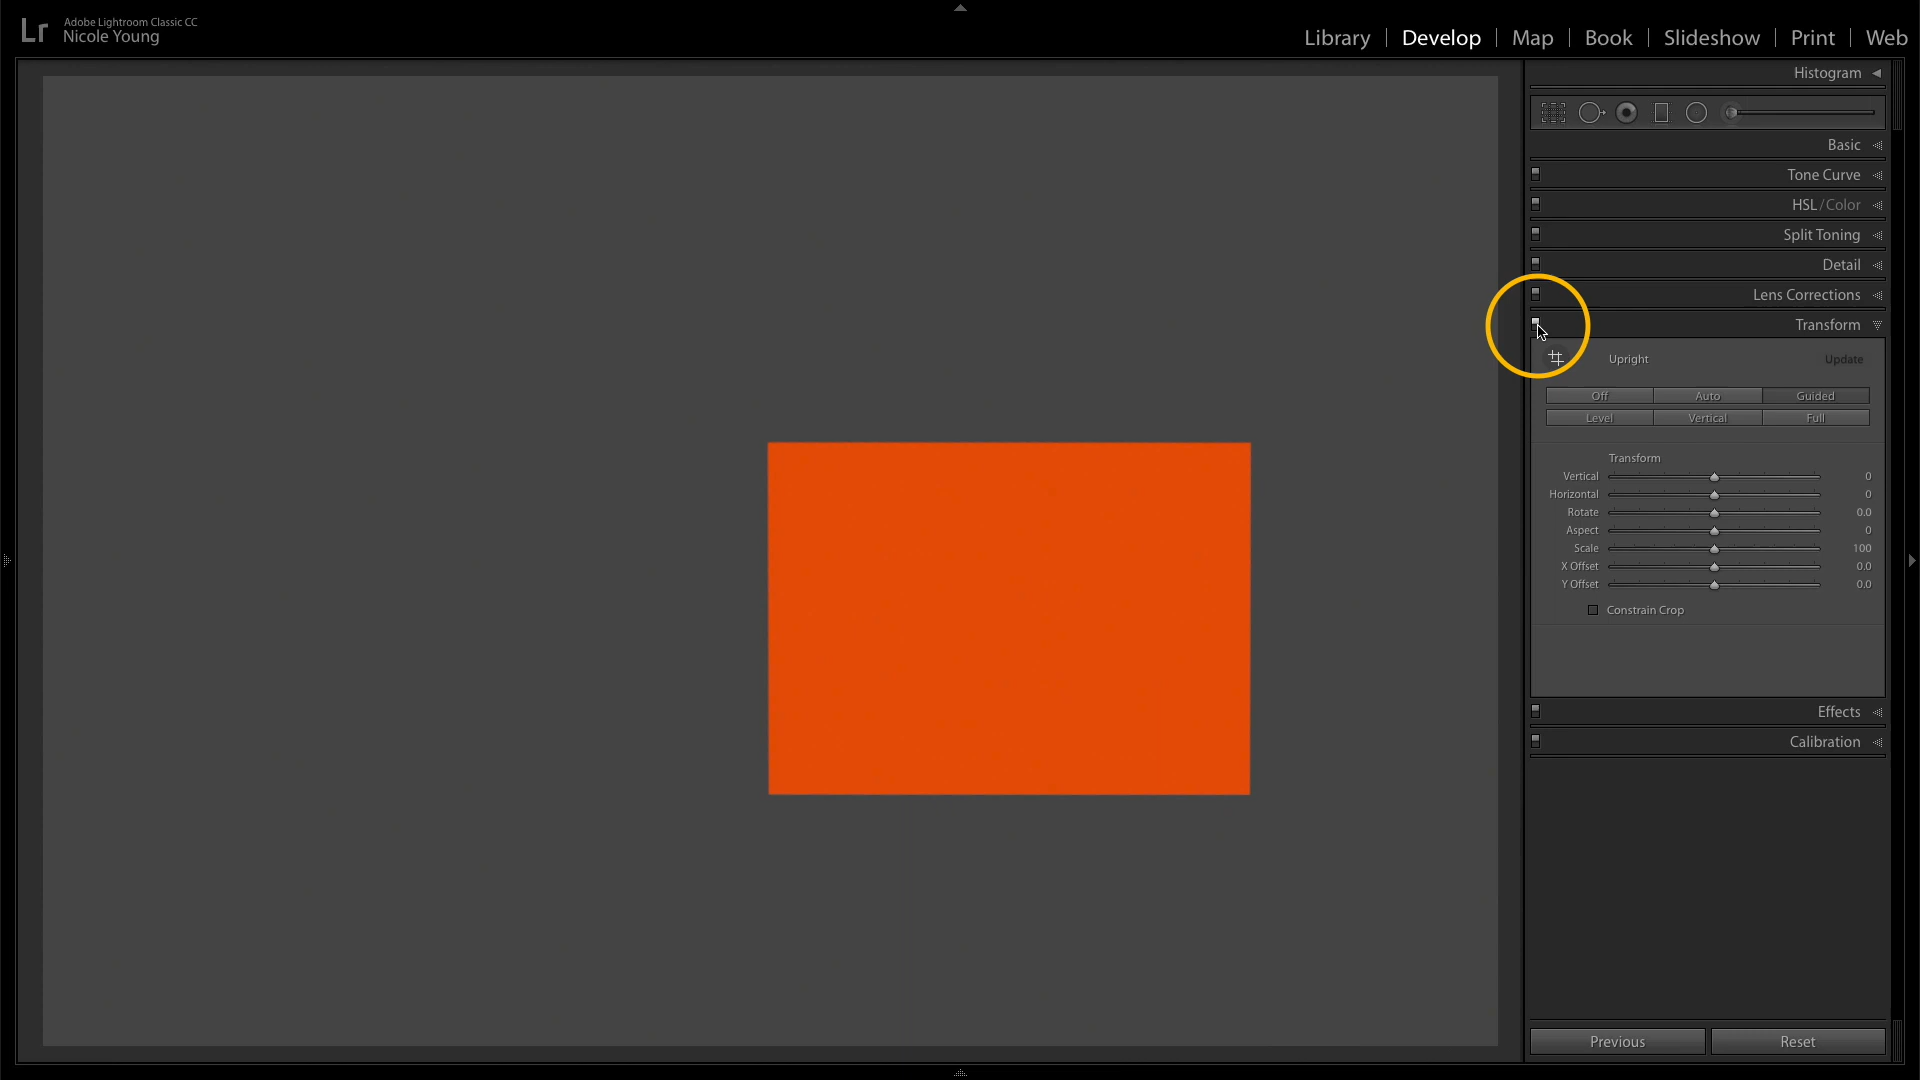 Lr
Adobe Lightroom Classic CC
Nicole Young
Library | Develop | Map | Book | Slideshow | Print | Web
Histogram
Basic
Tone Curve
HSL / Color
Split Toning
Detail
Lens Corrections
Transform
Upright Update
Off Auto Guided
Level Vertical Full
Transform
Vertical 0
Horizontal 0
Rotate 0.0
Aspect 0
Scale 100
X Offset 0.0
Y Offset 0.0
Constrain Crop
Effects
Calibration
Previous Reset